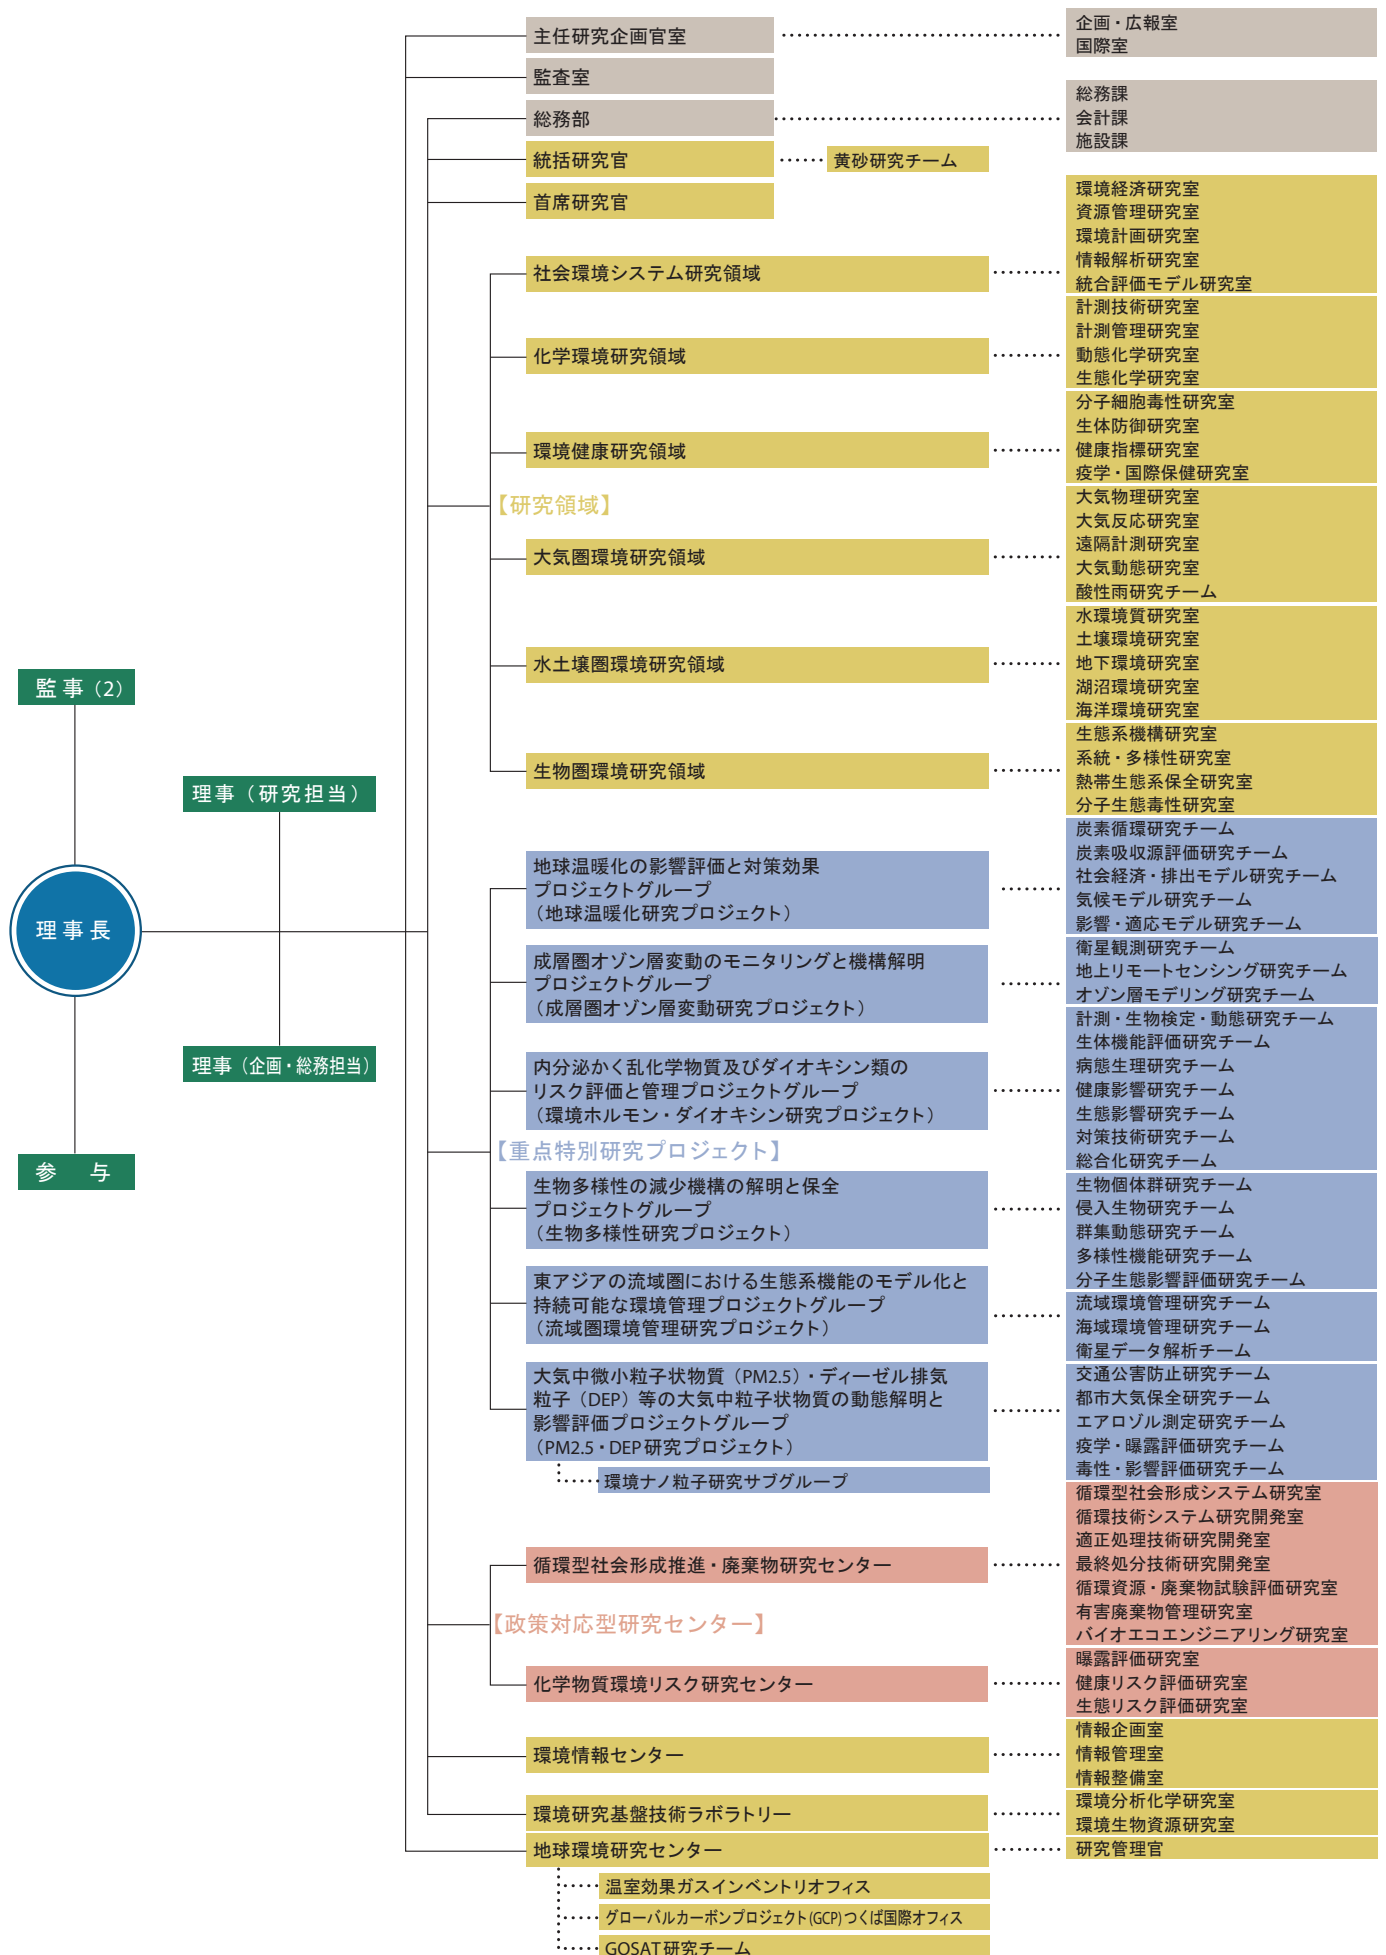 監事（2）
理事（研究担当）
理事長
理事（企画・総務担当）
参　与
主任研究企画官室
企画・広報室
国際室
監査室
総務部
総務課
会計課
施設課
統括研究官
黄砂研究チーム
首席研究官
【研究領域】
社会環境システム研究領域
環境経済研究室
資源管理研究室
環境計画研究室
情報解析研究室
統合評価モデル研究室
化学環境研究領域
計測技術研究室
計測管理研究室
動態化学研究室
生態化学研究室
環境健康研究領域
分子細胞毒性研究室
生体防御研究室
健康指標研究室
疫学・国際保健研究室
大気圏環境研究領域
大気物理研究室
大気反応研究室
遠隔計測研究室
大気動態研究室
酸性雨研究チーム
水土壌圏環境研究領域
水環境質研究室
土壌環境研究室
地下環境研究室
湖沼環境研究室
海洋環境研究室
生物圏環境研究領域
生態系機構研究室
系統・多様性研究室
熱帯生態系保全研究室
分子生態毒性研究室
【重点特別研究プロジェクト】
地球温暖化の影響評価と対策効果
プロジェクトグループ
（地球温暖化研究プロジェクト）
炭素循環研究チーム
炭素吸収源評価研究チーム
社会経済・排出モデル研究チーム
気候モデル研究チーム
影響・適応モデル研究チーム
成層圏オゾン層変動のモニタリングと機構解明
プロジェクトグループ
（成層圏オゾン層変動研究プロジェクト）
衛星観測研究チーム
地上リモートセンシング研究チーム
オゾン層モデリング研究チーム
内分泌かく乱化学物質及びダイオキシン類の
リスク評価と管理プロジェクトグループ
（環境ホルモン・ダイオキシン研究プロジェクト）
計測・生物検定・動態研究チーム
生体機能評価研究チーム
病態生理研究チーム
健康影響研究チーム
生態影響研究チーム
対策技術研究チーム
総合化研究チーム
生物多様性の減少機構の解明と保全
プロジェクトグループ
（生物多様性研究プロジェクト）
生物個体群研究チーム
侵入生物研究チーム
群集動態研究チーム
多様性機能研究チーム
分子生態影響評価研究チーム
東アジアの流域圏における生態系機能のモデル化と
持続可能な環境管理プロジェクトグループ
（流域圏環境管理研究プロジェクト）
流域環境管理研究チーム
海域環境管理研究チーム
衛星データ解析チーム
大気中微小粒子状物質（PM2.5）・ディーゼル排気
粒子（DEP）等の大気中粒子状物質の動態解明と
影響評価プロジェクトグループ
（PM2.5・DEP研究プロジェクト）
環境ナノ粒子研究サブグループ
交通公害防止研究チーム
都市大気保全研究チーム
エアロゾル測定研究チーム
疫学・曝露評価研究チーム
毒性・影響評価研究チーム
【政策対応型研究センター】
循環型社会形成推進・廃棄物研究センター
循環型社会形成システム研究室
循環技術システム研究開発室
適正処理技術研究開発室
最終処分技術研究開発室
循環資源・廃棄物試験評価研究室
有害廃棄物管理研究室
バイオエコエンジニアリング研究室
化学物質環境リスク研究センター
曝露評価研究室
健康リスク評価研究室
生態リスク評価研究室
環境情報センター
情報企画室
情報管理室
情報整備室
環境研究基盤技術ラボラトリー
環境分析化学研究室
環境生物資源研究室
地球環境研究センター
研究管理官
温室効果ガスインベントリオフィス
グローバルカーボンプロジェクト(GCP)つくば国際オフィス
GOSAT研究チーム